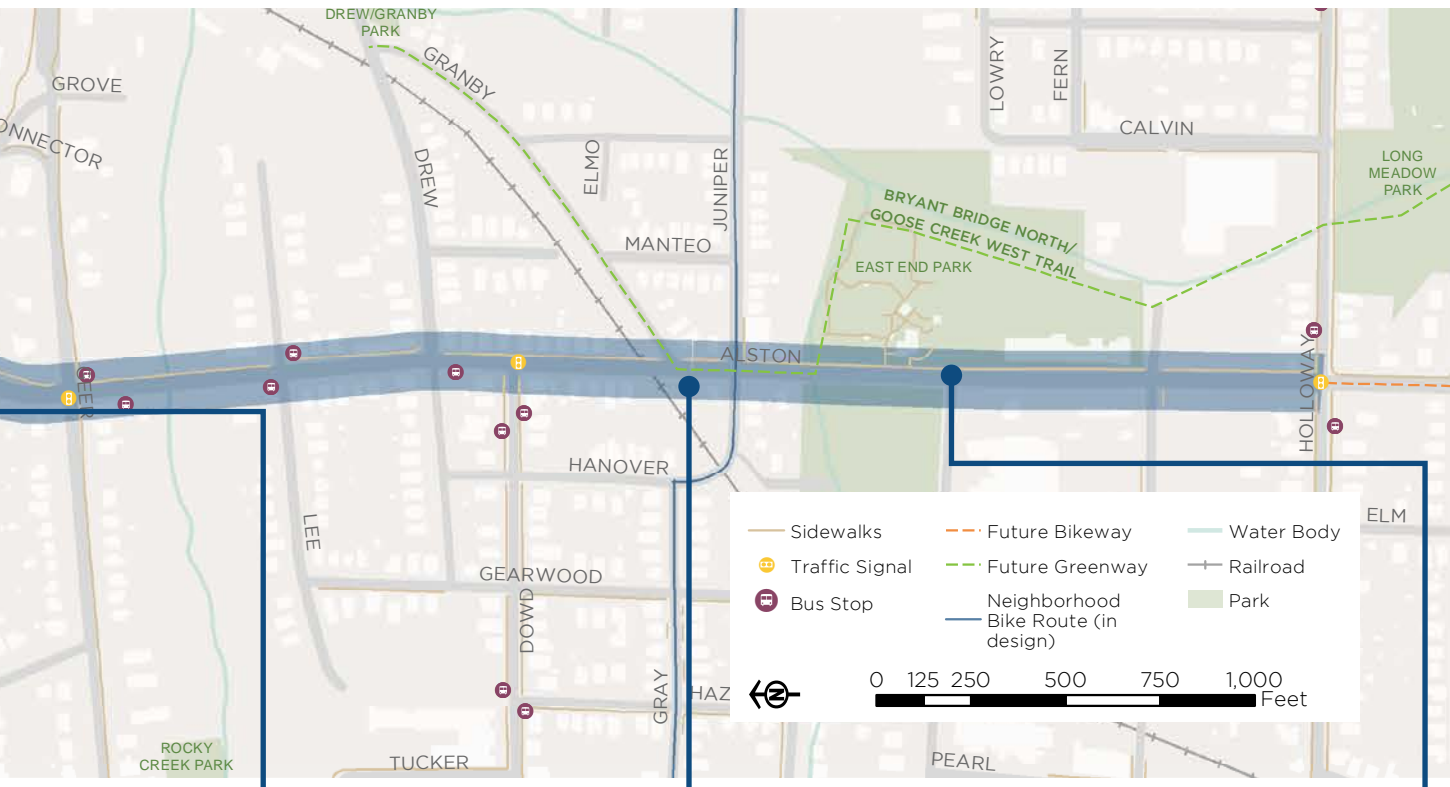 DREW/GRANBY
PARK
GROVE
GRANBY
LOWRY
FERN
ONNECTOR
CALVIN
DREW
ELMO
JUNIPER
LONG
MEADOW
PARK
BRYANT BRIDGE NORTH/
GOOSE CREEK WEST TRAIL
MANTEO
EAST END PARK
ALSTON
HOLLOWAY
HANOVER
LEE
GEARWOOD
DOWD
GRAY
HAZ
ELM
Sidewalks
Traffic Signal
Bus Stop
Future Bikeway
Future Greenway
Neighborhood
Bike Route (in
design)
Water Body
Railroad
Park
N
0 125 250 500 750 1,000
Feet
ROCKY
CREEK PARK
TUCKER
PEARL